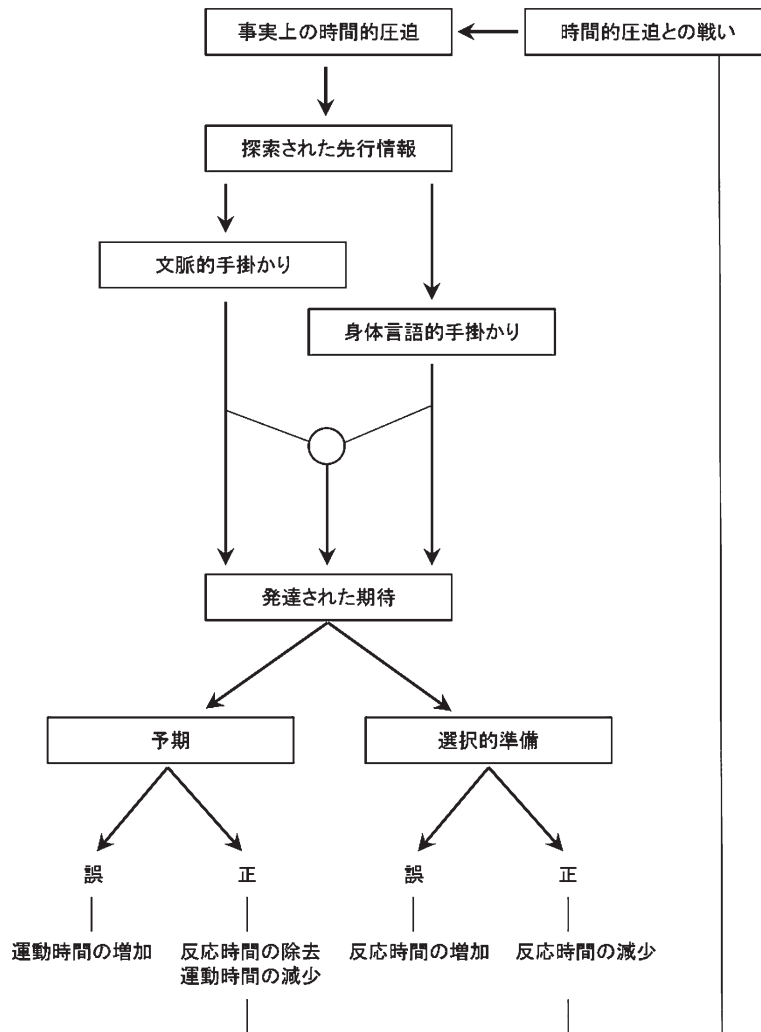 事実上の時間的圧迫
時間的圧迫との戦い
探索された先行情報
文脈的手掛かり
身体言語的手掛かり
発達された期待
予期
選択的準備
誤
正
誤
正
運動時間の増加
反応時間の除去
運動時間の減少
反応時間の増加
反応時間の減少